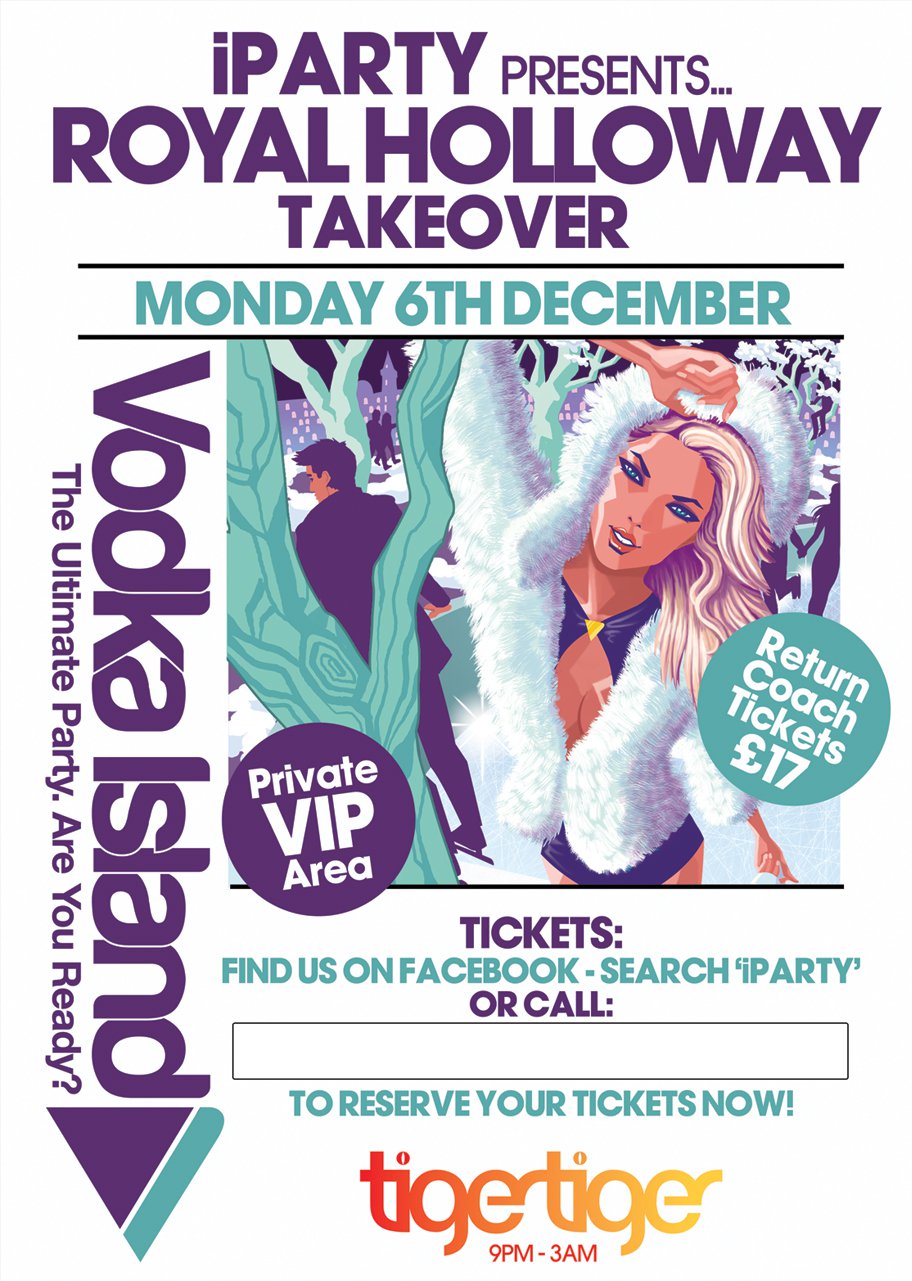 iPARTY PRESENTS...
ROYAL HOLLOWAY
TAKEOVER
MONDAY 6TH DECEMBER
Vodka Island
The Ultimate Party. Are You Ready?
Return
Coach
Tickets
£17
Private
VIP
Area
TICKETS:
FIND US ON FACEBOOK - SEARCH ‘iPARTY’
OR CALL:
TO RESERVE YOUR TICKETS NOW!
tigertiger
9PM - 3AM